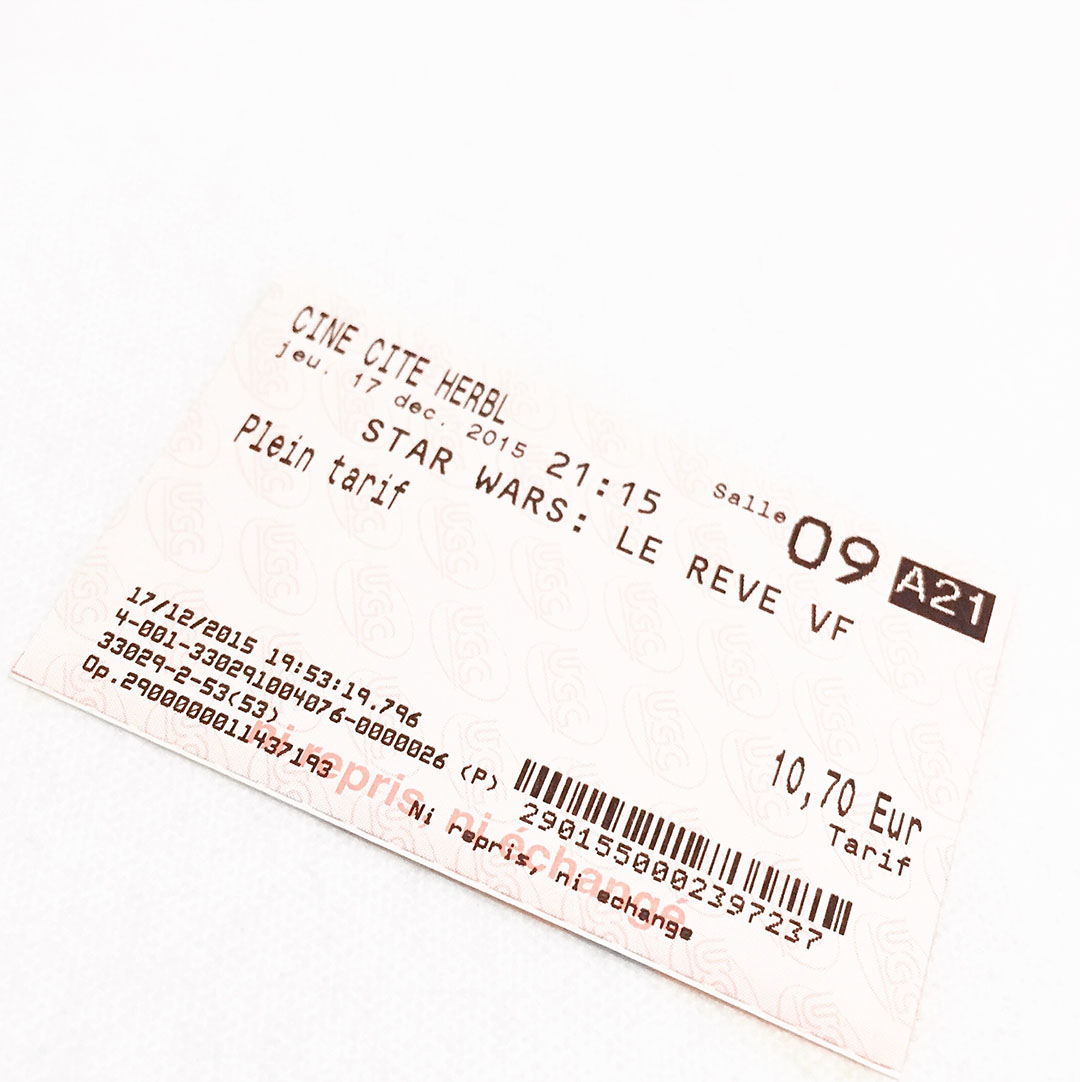 CINE CITE HERBL
jeu. 17 dec. 2015 21:15 Salle 09 A21
STAR WARS: LE REVE VF
Plein tarif
17/12/2015 19:53:19.796
4-001-330291004076-0000026 (P)
33029-2-53(53)
Op.2900000011437193
10,70 Eur
Tarif
2901550002397237
ni repris, ni échangé
Ni repris, ni echange
UGC